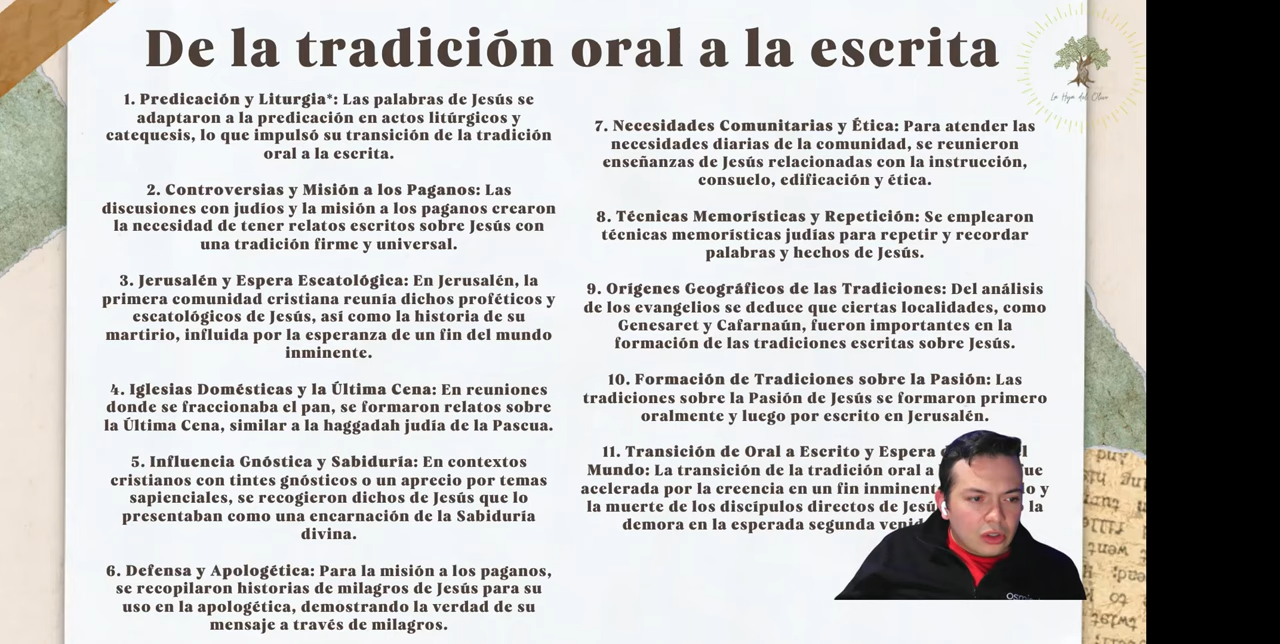 De la tradición oral a la escrita
La Hoja del Olivo
1. Predicación y Liturgia*: Las palabras de Jesús se
adaptaron a la predicación en actos litúrgicos y
catequesis, lo que impulsó su transición de la tradición
oral a la escrita.
2. Controversias y Misión a los Paganos: Las
discusiones con judíos y la misión a los paganos crearon
la necesidad de tener relatos escritos sobre Jesús con
una tradición firme y universal.
3. Jerusalén y Espera Escatológica: En Jerusalén, la
primera comunidad cristiana reunía dichos proféticos y
escatológicos de Jesús, así como la historia de su
martirio, influida por la esperanza de un fin del mundo
inminente.
4. Iglesias Domésticas y la Última Cena: En reuniones
donde se fraccionaba el pan, se formaron relatos sobre
la Última Cena, similar a la haggadah judía de la Pascua.
5. Influencia Gnóstica y Sabiduría: En contextos
cristianos con tintes gnósticos o un aprecio por temas
sapienciales, se recogieron dichos de Jesús que lo
presentaban como una encarnación de la Sabiduría
divina.
6. Defensa y Apologética: Para la misión a los paganos,
se recopilaron historias de milagros de Jesús para su
uso en la apologética, demostrando la verdad de su
mensaje a través de milagros.
7. Necesidades Comunitarias y Ética: Para atender las
necesidades diarias de la comunidad, se reunieron
enseñanzas de Jesús relacionadas con la instrucción,
consuelo, edificación y ética.
8. Técnicas Memorísticas y Repetición: Se emplearon
técnicas memorísticas judías para repetir y recordar
palabras y hechos de Jesús.
9. Orígenes Geográficos de las Tradiciones: Del análisis
de los evangelios se deduce que ciertas localidades, como
Genesaret y Cafarnaún, fueron importantes en la
formación de las tradiciones escritas sobre Jesús.
10. Formación de Tradiciones sobre la Pasión: Las
tradiciones sobre la Pasión de Jesús se formaron primero
oralmente y luego por escrito en Jerusalén.
11. Transición de Oral a Escrito y Espera
Mundo: La transición de la tradición oral a
acelerada por la creencia en un fin y
la muerte de los discípulos directos de la
demora en la esperada segunda